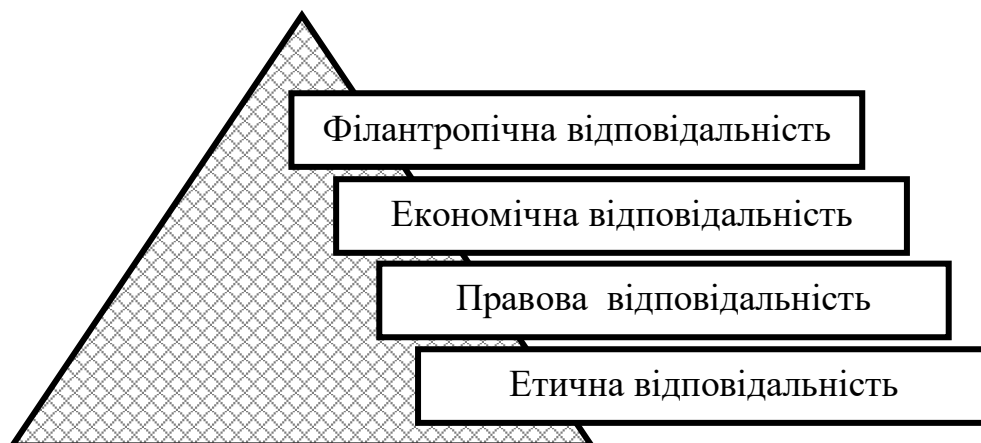 Філантропічна відповідальність
Економічна відповідальність
Правова  відповідальність
Етична відповідальність